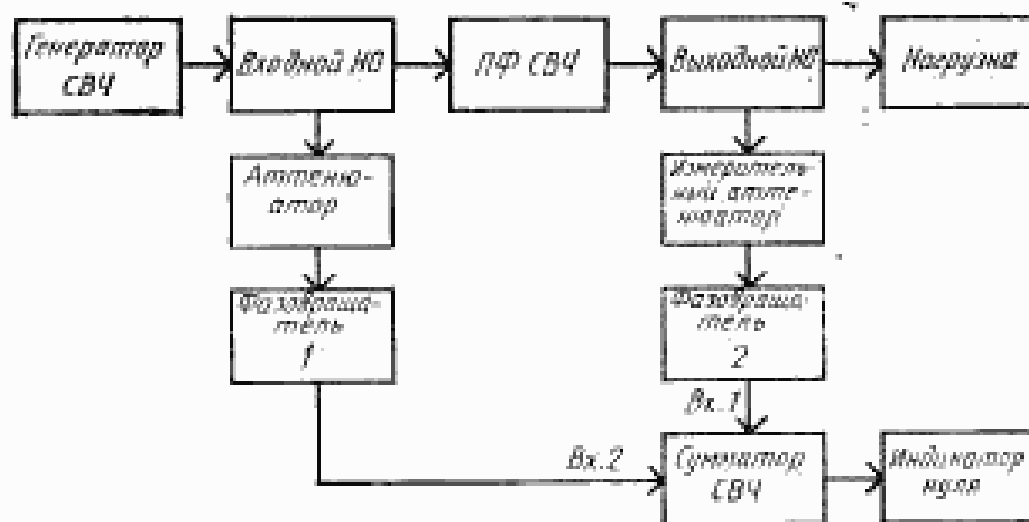 Генератор
СВЧ
Входной НО
ПФ СВЧ
Выходной НО
Нагрузка
Аттеню-
атор
Измеритель-
ный атте-
нюатор
Фазовраща-
тель
1
Фазовраща-
тель
2
Вх. 1
Вх. 2
Сумматор
СВЧ
Индикатор
нуля